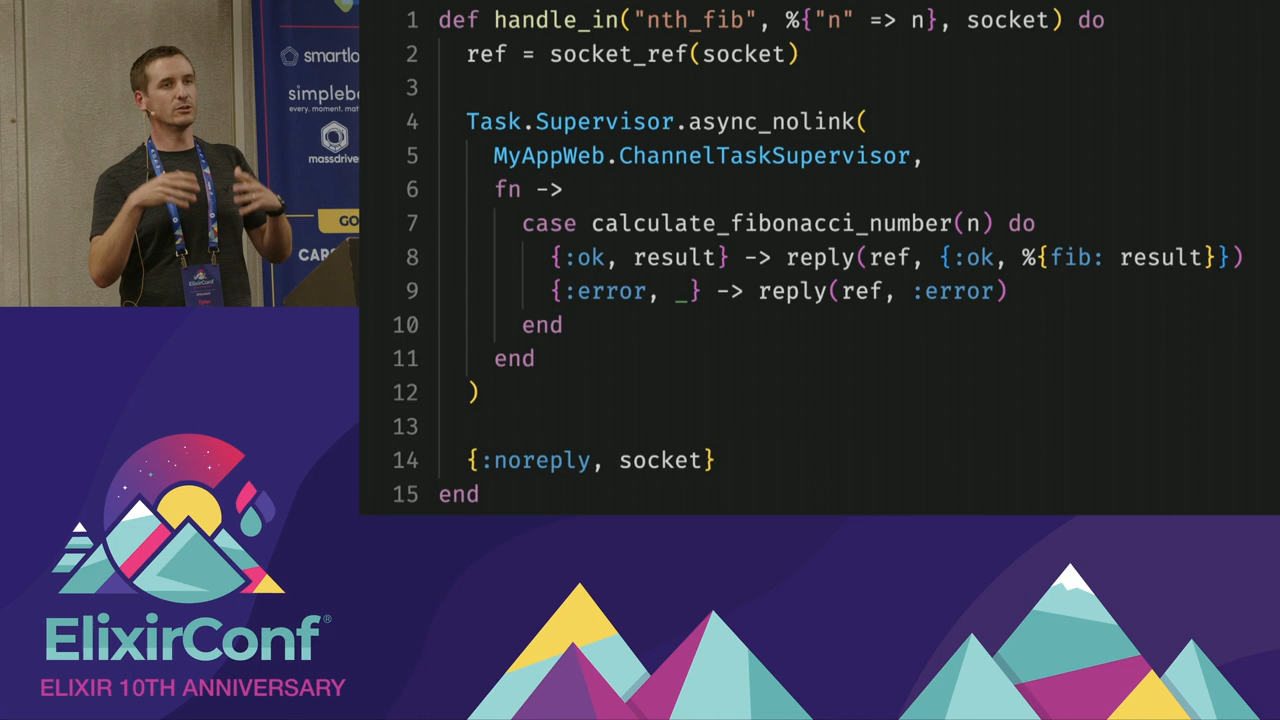 smartlo
simplebe
every. moment. mat
massdrive
GO
CAR
ElixirConf
1 def handle_in("nth_fib", %{"n" => n}, socket) do
2 ref = socket_ref(socket)
3
4 Task.Supervisor.async_nolink(
5 MyAppWeb.ChannelTaskSupervisor,
6 fn ->
7 case calculate_fibonacci_number(n) do
8 {:ok, result} -> reply(ref, {:ok, %{fib: result}})
9 {:error, _} -> reply(ref, :error)
10 end
11 end
12 )
13
14 {:noreply, socket}
15 end
ElixirConf®
ELIXIR 10TH ANNIVERSARY